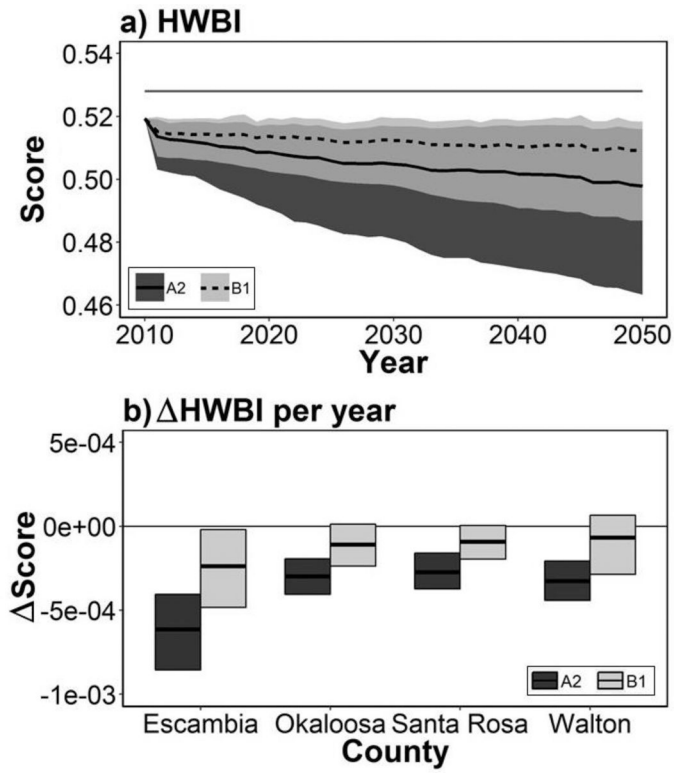 a) HWBI
0.54
0.52
0.50
0.48
0.46
Score
A2 B1
2010 2020 2030 2040 2050
Year
b) ΔHWBI per year
5e-04
0e+00
-5e-04
-1e-03
ΔScore
A2 B1
Escambia Okaloosa Santa Rosa Walton
County